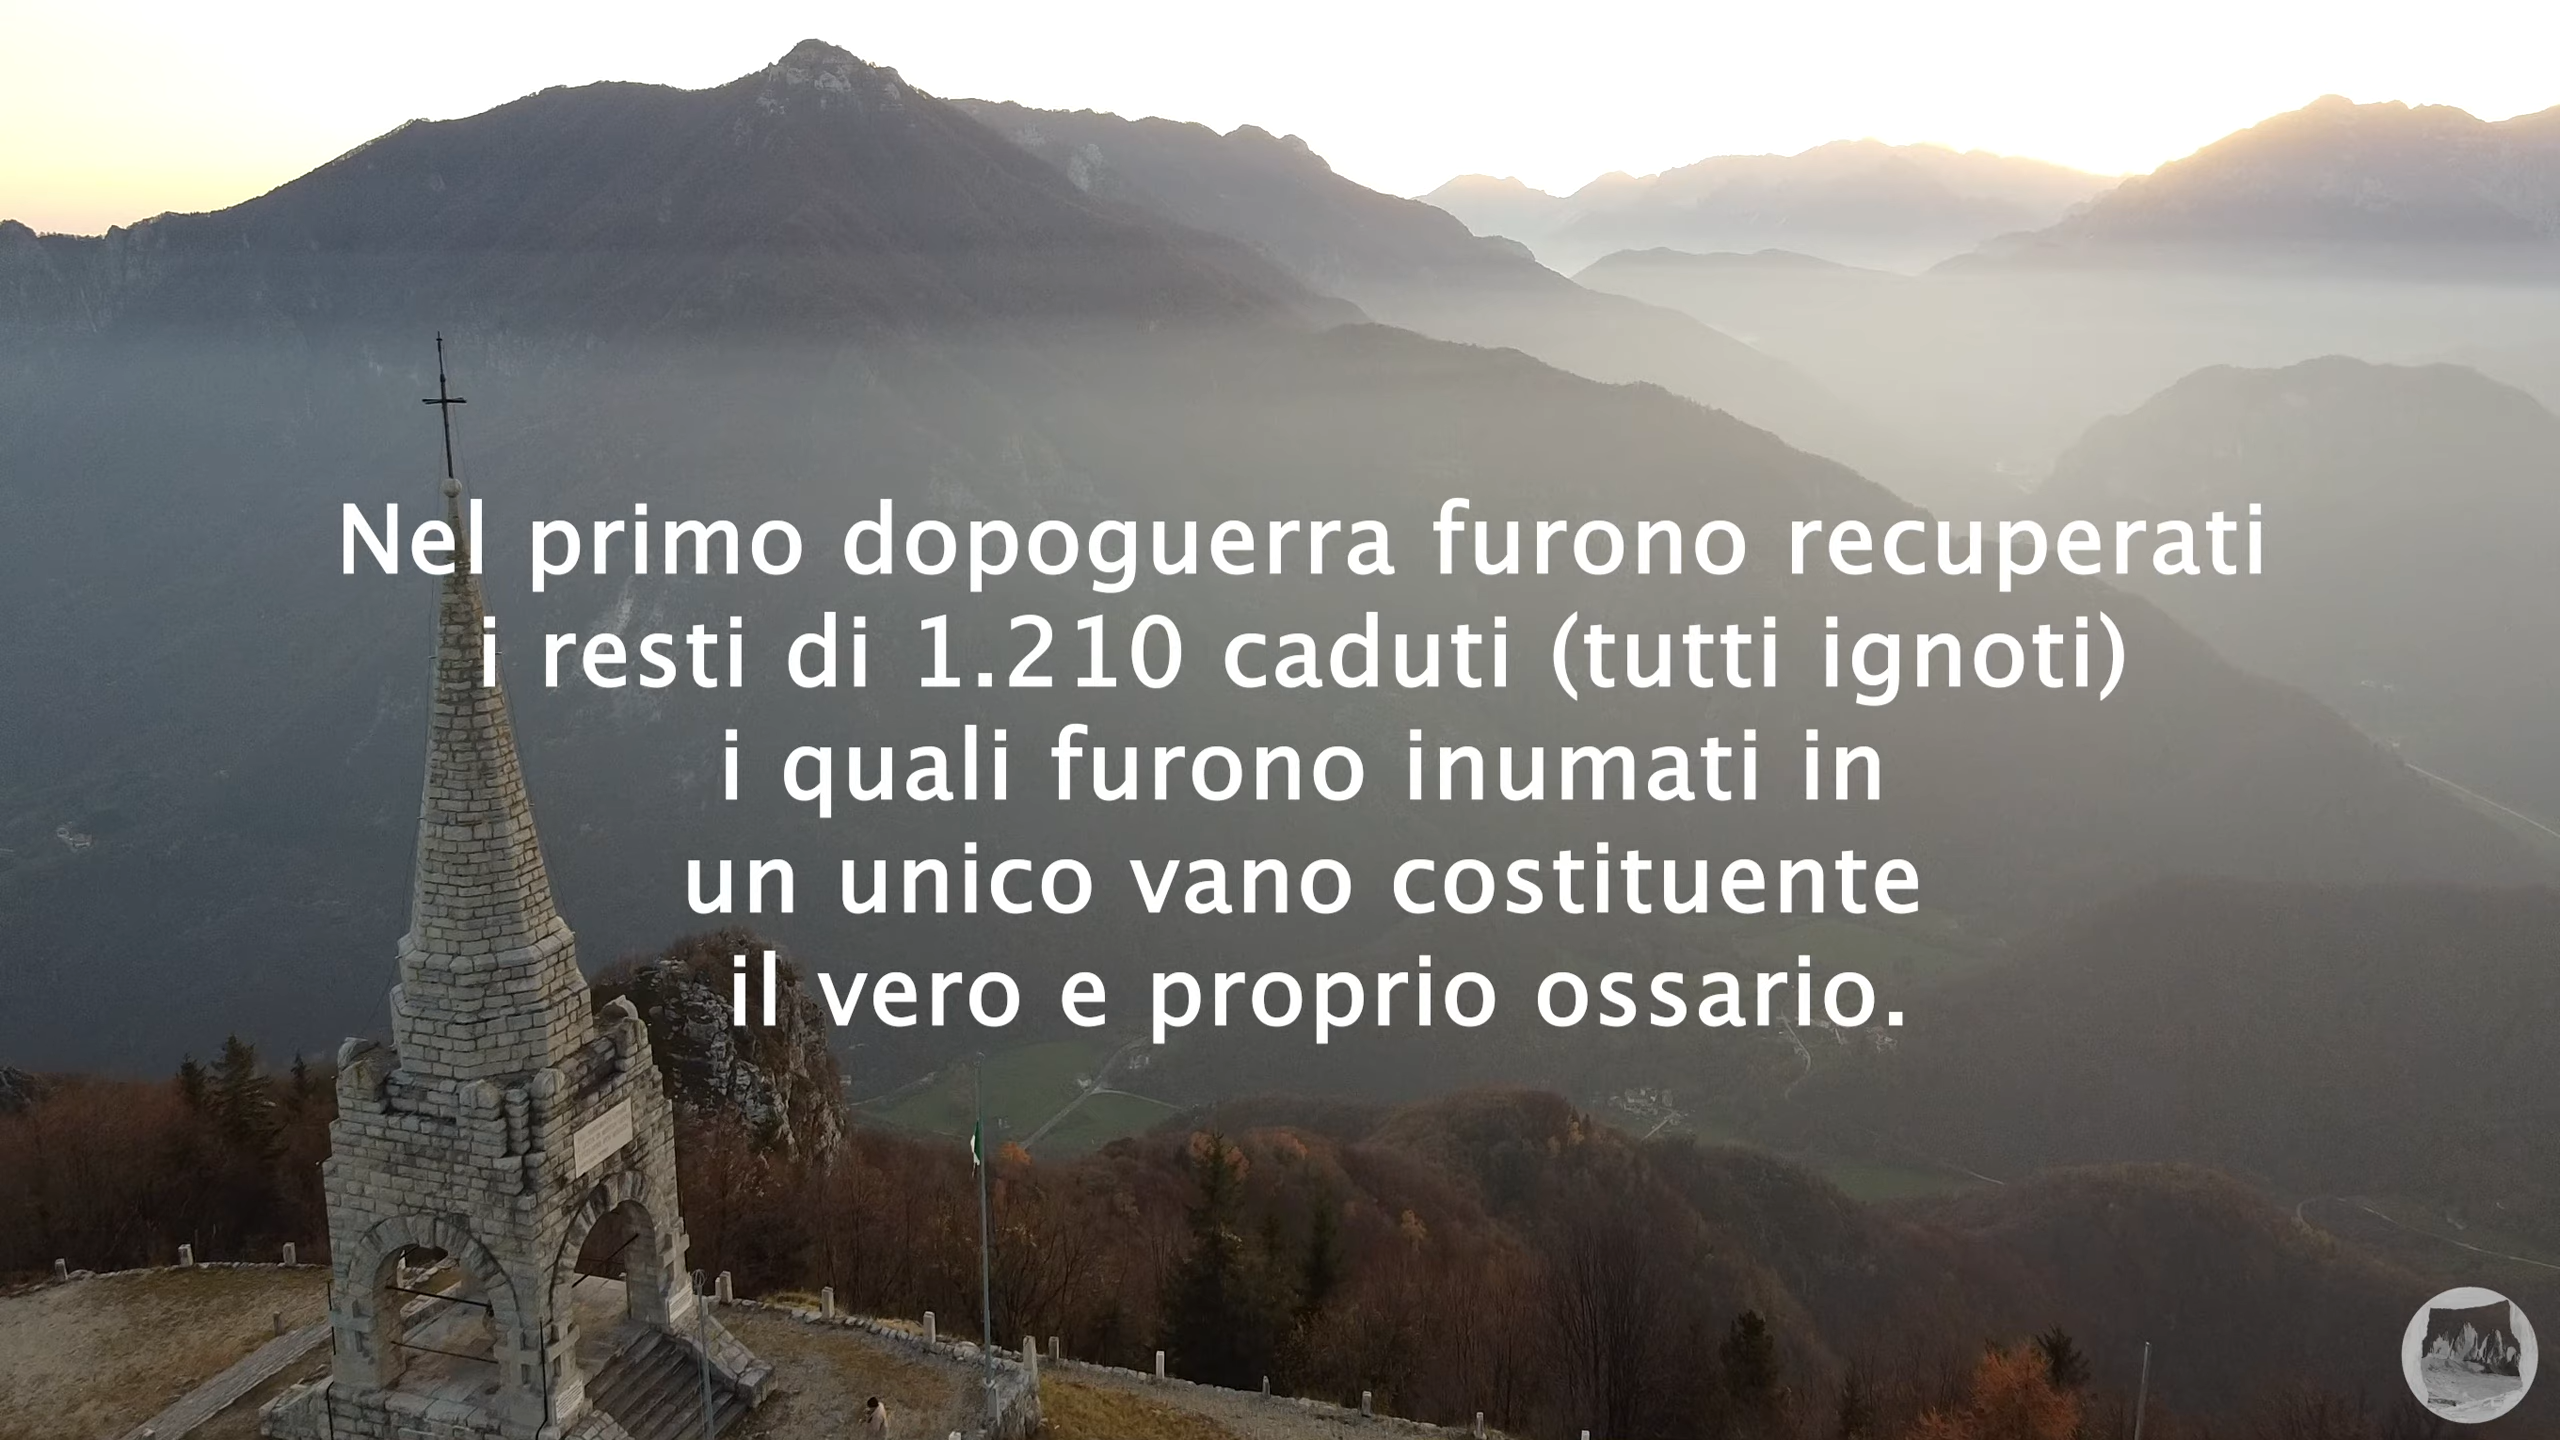 Nel primo dopoguerra furono recuperati
i resti di 1.210 caduti (tutti ignoti)
i quali furono inumati in
un unico vano costituente
il vero e proprio ossario.